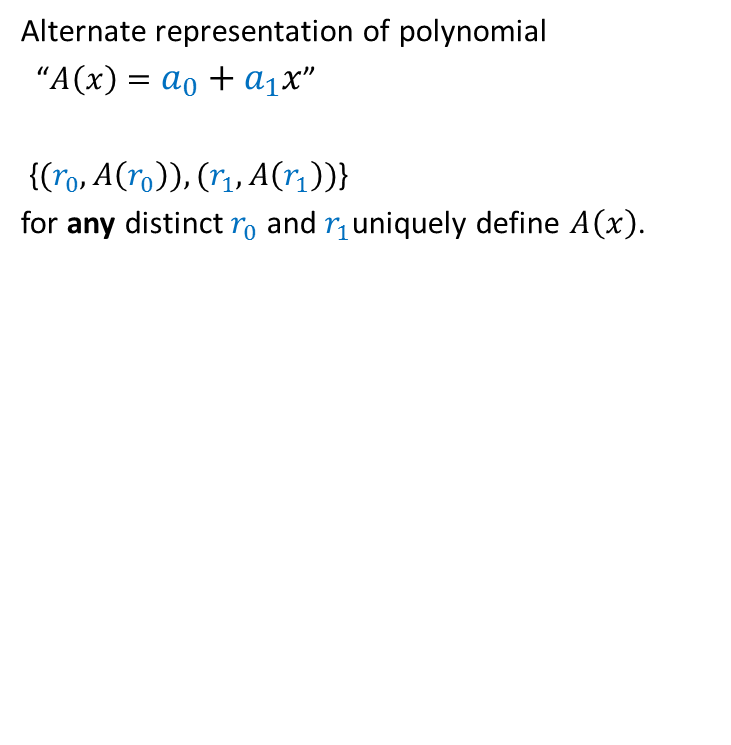 Alternate representation of polynomial
“A(x) = a₀ + a₁x”
{(r₀, A(r₀)), (r₁, A(r₁))}
for any distinct r₀ and r₁ uniquely define A(x).